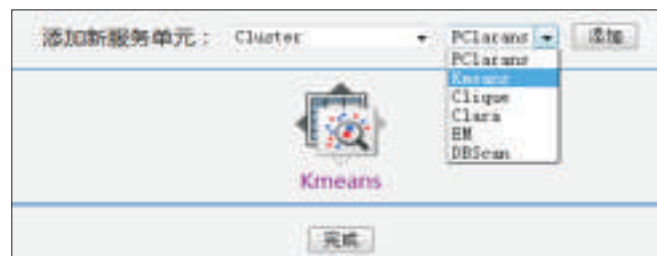 添加新服务单元： Cluster PClarans 添加
PClarans
Kmeans
Clique
Clara
EM
DBScan
Kmeans
完成